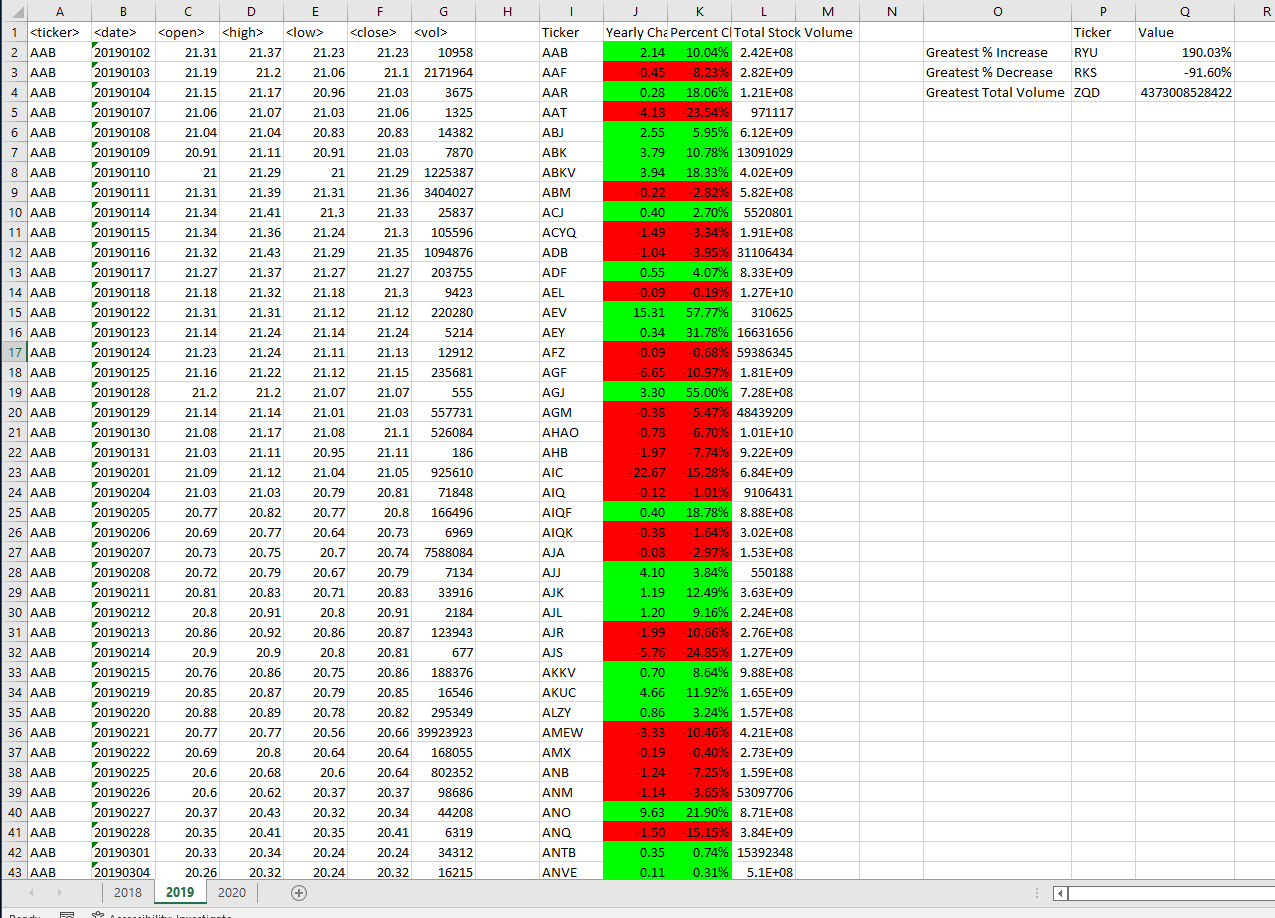 A B C D E F G H I J K L M N O P Q R
1 <ticker> <date> <open> <high> <low> <close> <vol> Ticker Yearly Cha Percent C Total Stock Volume Ticker Value
2 AAB 20190102 21.31 21.37 21.23 21.23 10958 AAB 2.14 10.04% 2.42E+08 Greatest % Increase RYU 190.03%
3 AAB 20190103 21.19 21.2 21.06 21.1 2171964 AAF -0.45 -8.23% 2.82E+09 Greatest % Decrease RKS -91.60%
4 AAB 20190104 21.15 21.17 20.96 21.03 3675 AAR 0.28 18.06% 1.21E+08 Greatest Total Volume ZQD 4373008528422
5 AAB 20190107 21.06 21.07 21.03 21.06 1325 AAT -4.18 -23.54% 971117
6 AAB 20190108 21.04 21.04 20.83 20.83 14382 ABJ 2.55 5.95% 6.12E+09
7 AAB 20190109 20.91 21.11 20.91 21.03 7870 ABK 3.79 10.78% 13091029
8 AAB 20190110 21 21.29 21 21.29 1225387 ABKV 3.94 18.33% 4.02E+09
9 AAB 20190111 21.31 21.39 21.31 21.36 3404027 ABM -0.22 -2.82% 5.82E+08
10 AAB 20190114 21.34 21.41 21.3 21.33 25837 ACJ 0.40 2.70% 5520801
11 AAB 20190115 21.34 21.36 21.24 21.3 105596 ACYQ -1.49 -3.34% 1.91E+08
12 AAB 20190116 21.32 21.43 21.29 21.35 1094876 ADB -1.04 -3.95% 31106434
13 AAB 20190117 21.27 21.37 21.27 21.27 203755 ADF 0.55 4.07% 8.33E+09
14 AAB 20190118 21.18 21.32 21.18 21.3 9423 AEL -0.09 -0.19% 1.27E+10
15 AAB 20190122 21.31 21.31 21.12 21.12 220280 AEV 15.31 57.77% 310625
16 AAB 20190123 21.14 21.24 21.14 21.24 5214 AEY 0.34 31.78% 16631656
17 AAB 20190124 21.23 21.24 21.11 21.13 12912 AFZ -0.09 -0.68% 59386345
18 AAB 20190125 21.16 21.22 21.12 21.15 235681 AGF -6.65 -10.97% 1.81E+09
19 AAB 20190128 21.2 21.2 21.07 21.07 555 AGJ 3.30 55.00% 7.28E+08
20 AAB 20190129 21.14 21.14 21.01 21.03 557731 AGM -0.38 -5.47% 48439209
21 AAB 20190130 21.08 21.17 21.08 21.1 526084 AHAO -0.78 -6.70% 1.01E+10
22 AAB 20190131 21.03 21.11 20.95 21.11 186 AHB -1.97 -7.74% 9.22E+09
23 AAB 20190201 21.09 21.12 21.04 21.05 925610 AIC -22.67 -15.28% 6.84E+09
24 AAB 20190204 21.03 21.03 20.79 20.81 71848 AIQ -0.12 -1.01% 9106431
25 AAB 20190205 20.77 20.82 20.77 20.8 166496 AIQF 0.40 18.78% 8.88E+08
26 AAB 20190206 20.69 20.77 20.64 20.73 6969 AIQK -0.38 -1.64% 3.02E+08
27 AAB 20190207 20.73 20.75 20.7 20.74 7588084 AJA -0.08 -2.97% 1.53E+08
28 AAB 20190208 20.72 20.79 20.67 20.79 7134 AJJ 4.10 3.84% 550188
29 AAB 20190211 20.81 20.83 20.71 20.83 33916 AJK 1.19 12.49% 3.63E+09
30 AAB 20190212 20.8 20.91 20.8 20.91 2184 AJL 1.20 9.16% 2.24E+08
31 AAB 20190213 20.86 20.92 20.86 20.87 123943 AJR -1.99 -10.66% 2.76E+08
32 AAB 20190214 20.9 20.9 20.8 20.81 677 AJS -5.76 -24.85% 1.27E+09
33 AAB 20190215 20.76 20.86 20.75 20.86 188376 AKKV 0.70 8.64% 9.88E+08
34 AAB 20190219 20.85 20.87 20.79 20.85 16546 AKUC 4.66 11.92% 1.65E+09
35 AAB 20190220 20.88 20.89 20.78 20.82 295349 ALZY 0.86 3.24% 1.57E+08
36 AAB 20190221 20.77 20.77 20.56 20.66 39923923 AMEW -3.33 -10.46% 4.21E+08
37 AAB 20190222 20.69 20.8 20.64 20.64 168055 AMX -0.19 -0.40% 2.73E+09
38 AAB 20190225 20.6 20.68 20.6 20.64 802352 ANB -1.24 -7.25% 1.59E+08
39 AAB 20190226 20.6 20.62 20.37 20.37 98686 ANM -1.14 -3.65% 53097706
40 AAB 20190227 20.37 20.43 20.32 20.34 44208 ANO 9.63 21.90% 8.71E+08
41 AAB 20190228 20.35 20.41 20.35 20.41 6319 ANQ -1.50 -15.15% 3.84E+09
42 AAB 20190301 20.33 20.34 20.24 20.24 34312 ANTB 0.35 0.74% 15392348
43 AAB 20190304 20.26 20.32 20.24 20.32 16215 ANVE 0.11 0.31% 5.1E+08
2018 2019 2020
Ready Accessibility: Investigate